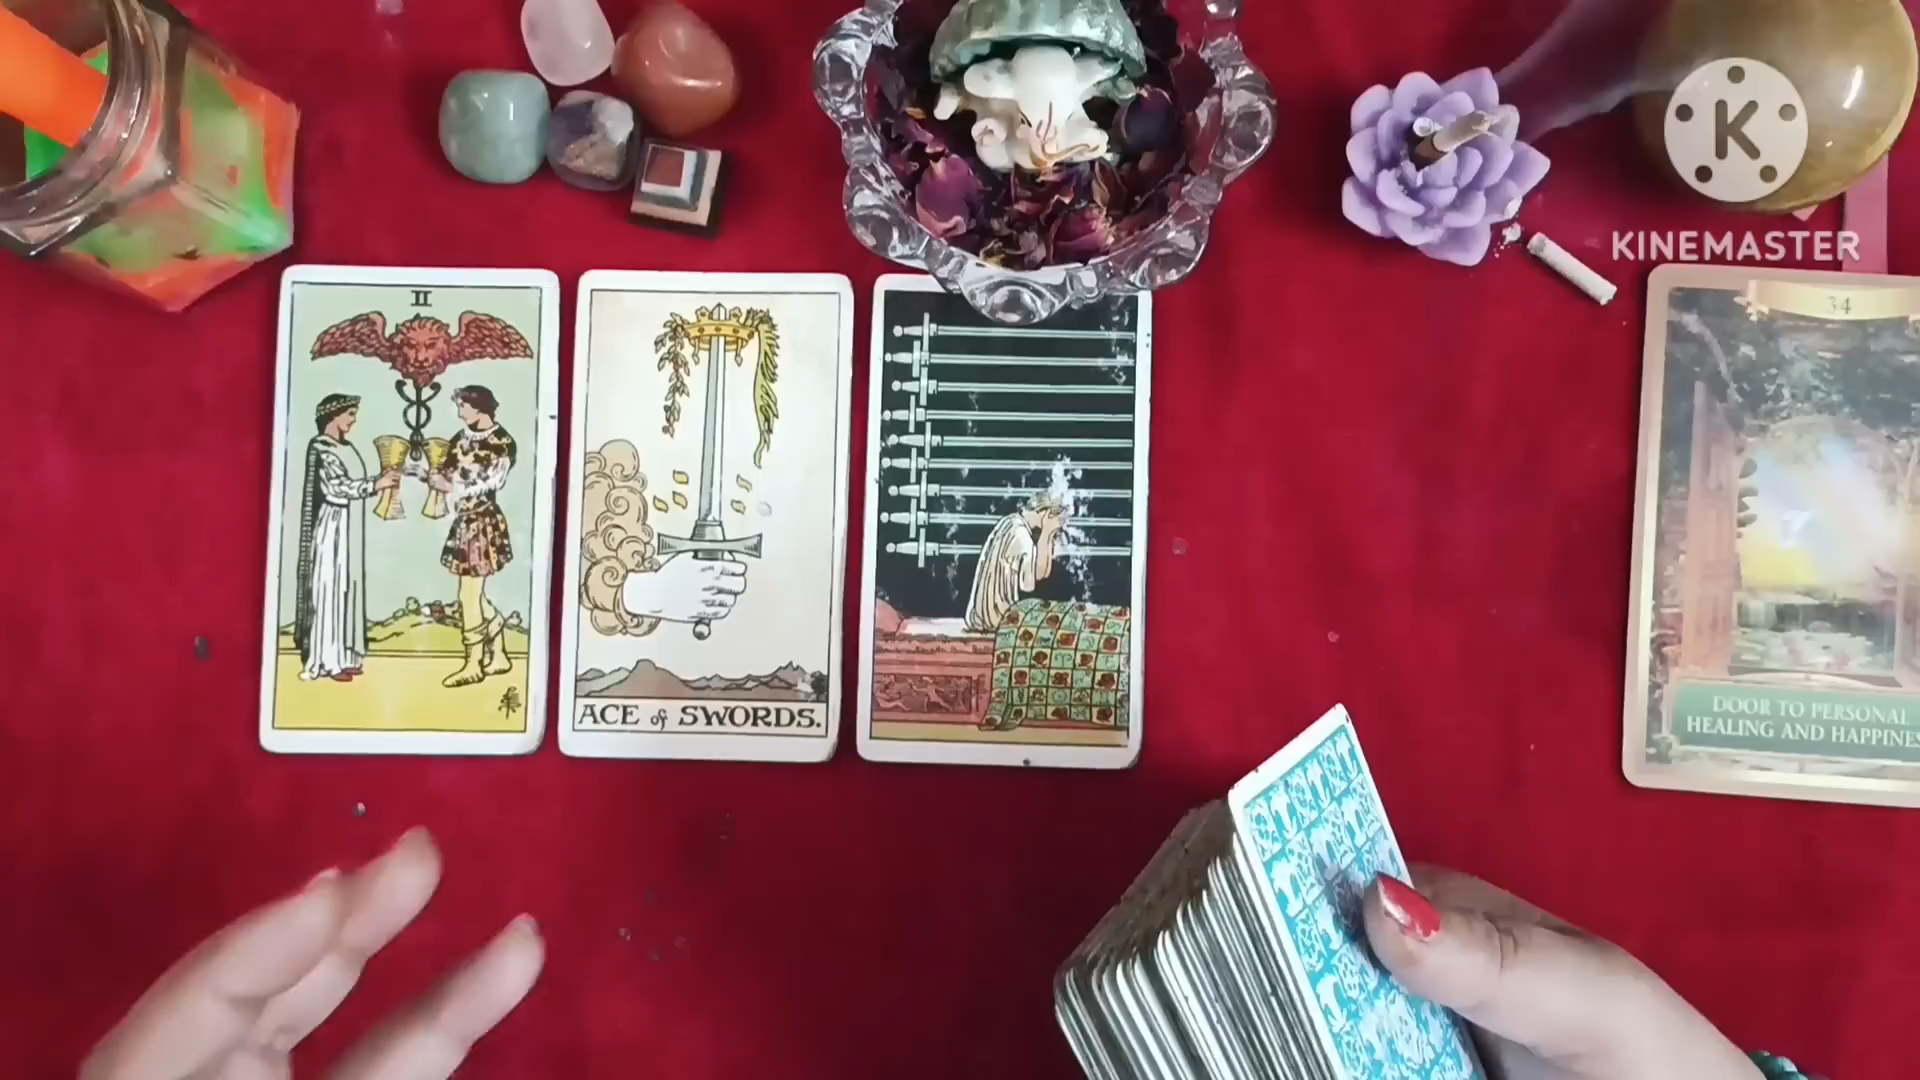 K
KINEMASTER
II
34
ACE of SWORDS.
DOOR TO PERSONAL
HEALING AND HAPPINES